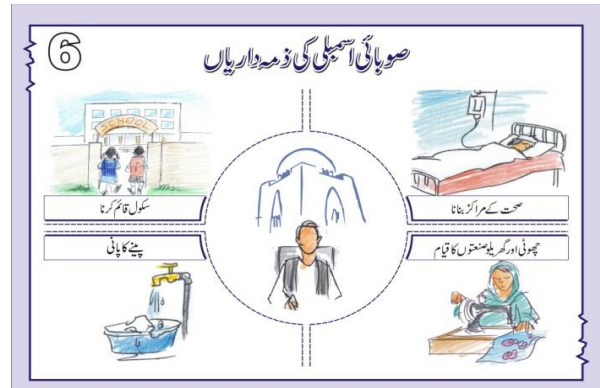 صوبائی اسمبلی کی ذمہ داریاں
6
SCHOOL
صحت کے مراکز بنانا
سکول قائم کرنا
چھوٹی اور گھریلو صنعتوں کا قیام
پینے کا پانی